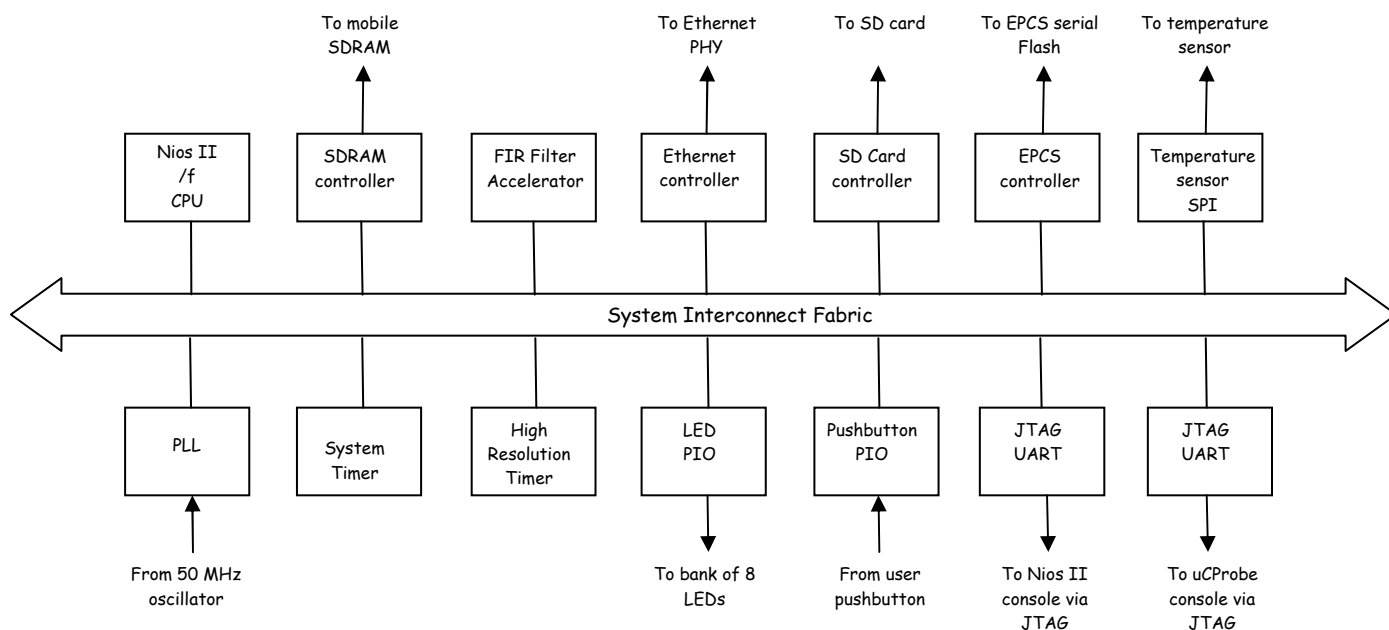 To mobile
SDRAM
To Ethernet
PHY
To SD card
To EPCS serial
Flash
To temperature
sensor
Nios II
/f
CPU
SDRAM
controller
FIR Filter
Accelerator
Ethernet
controller
SD Card
controller
EPCS
controller
Temperature
sensor
SPI
System Interconnect Fabric
PLL
System
Timer
High
Resolution
Timer
LED
PIO
Pushbutton
PIO
JTAG
UART
JTAG
UART
From 50 MHz
oscillator
To bank of 8
LEDs
From user
pushbutton
To Nios II
console via
JTAG
To uCProbe
console via
JTAG